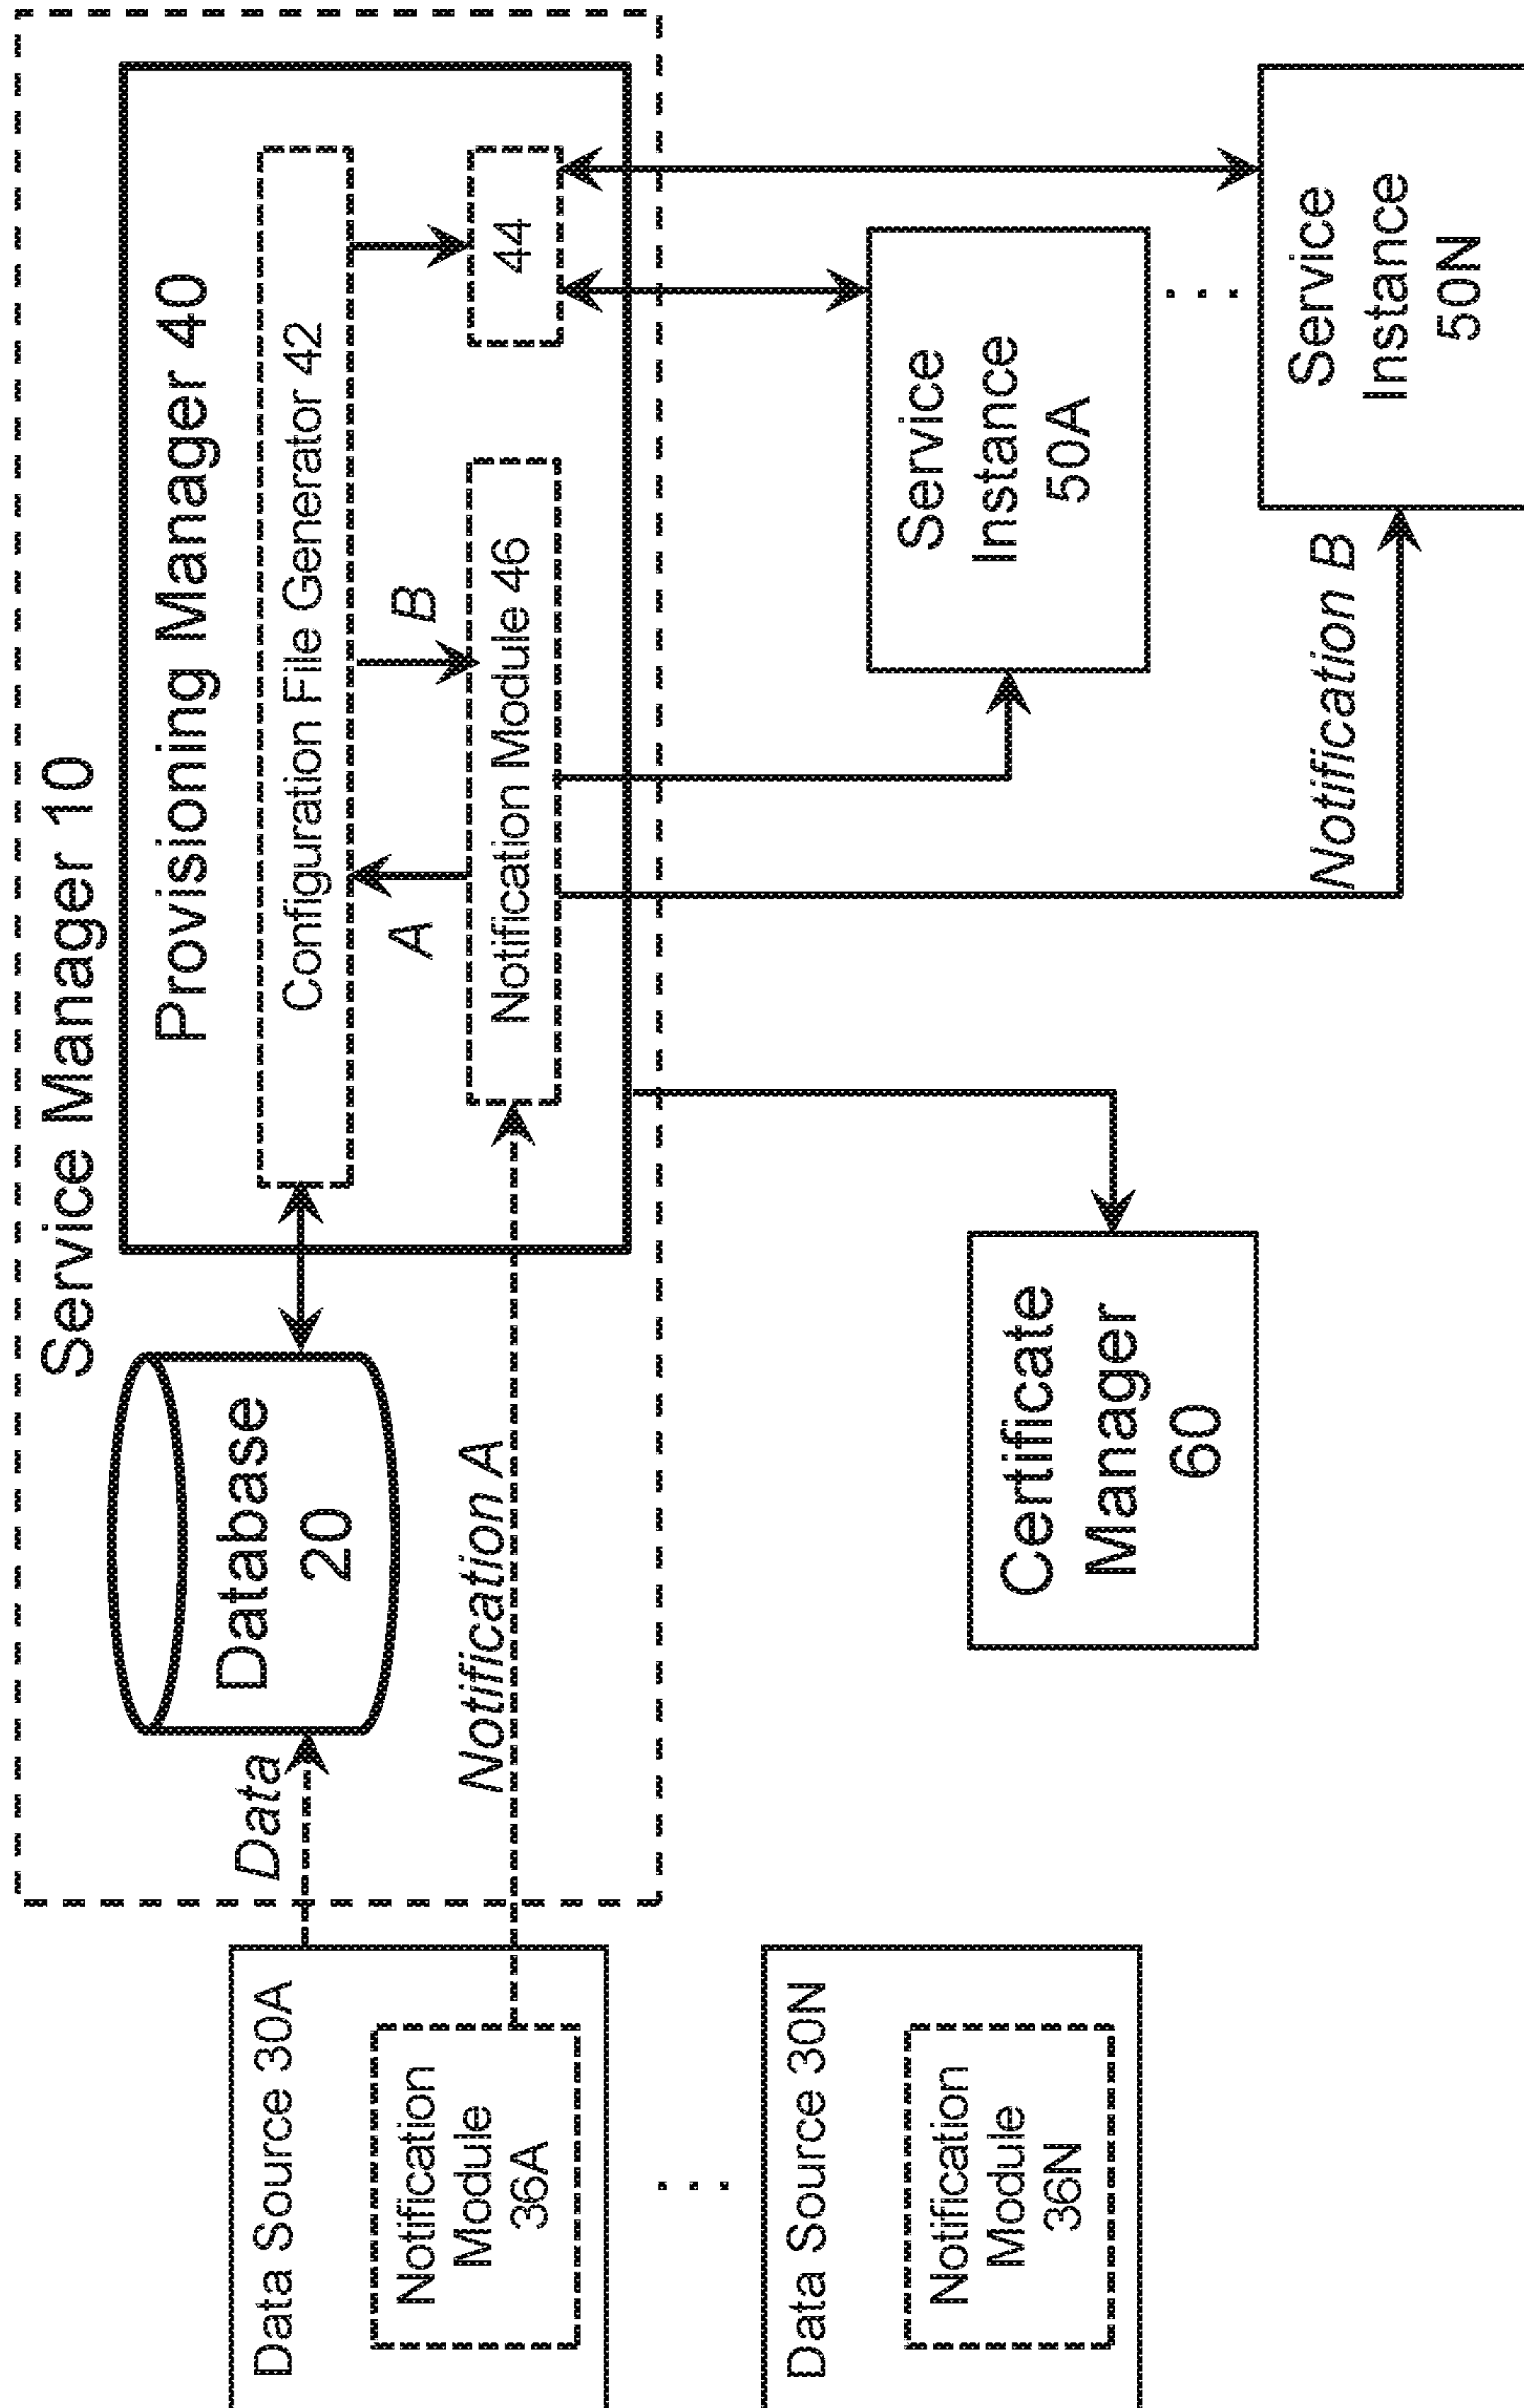 Service Manager 10
Provisioning Manager 40
Configuration File Generator 42
A
B
Notification Module 46
44
Database
20
Data
Notification A
Data Source 30A
Notification
Module
36A
. . .
Data Source 30N
Notification
Module
36N
Certificate
Manager
60
Service
Instance
50A
. . .
Notification B
Service
Instance
50N